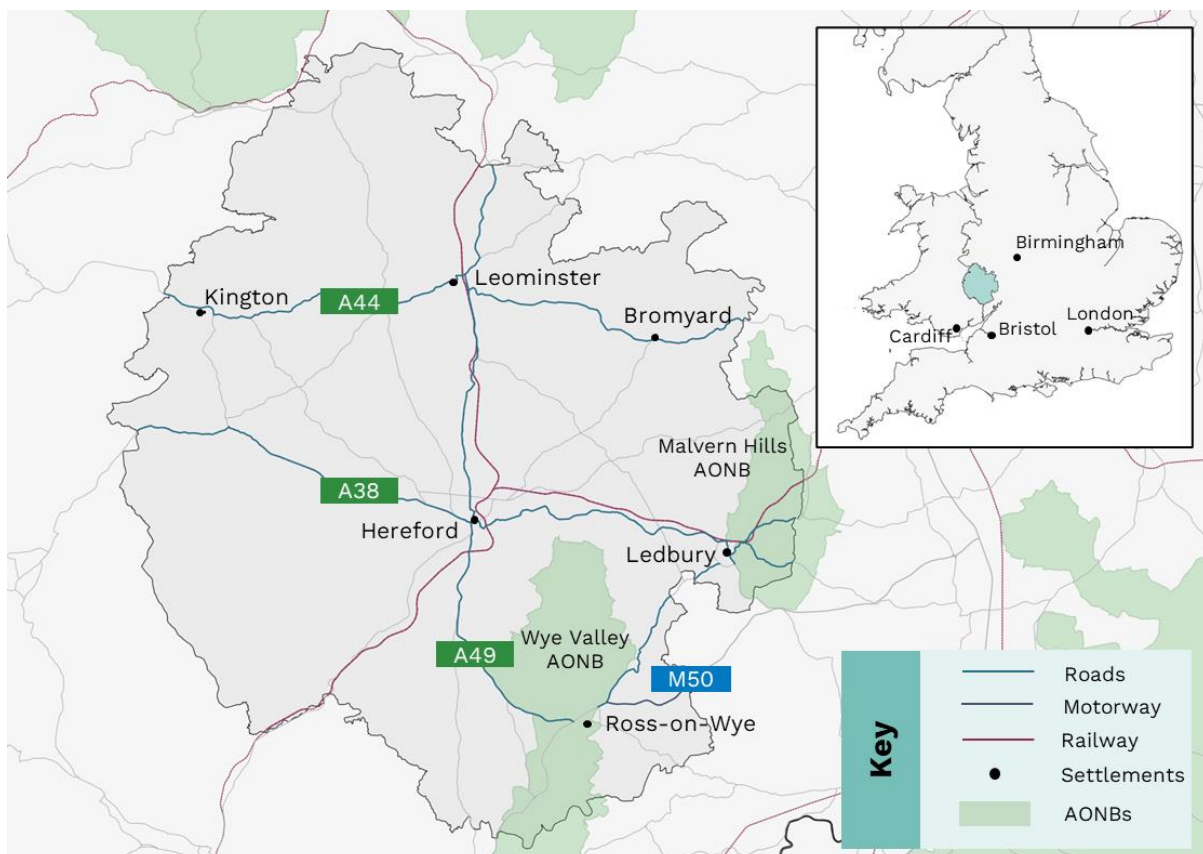 Birmingham
London
Cardiff
Bristol
Leominster
Kington
A44
Bromyard
Malvern Hills
AONB
A38
Hereford
Ledbury
Wye Valley
AONB
A49
M50
Ross-on-Wye
Key
Roads
Motorway
Railway
Settlements
AONBs